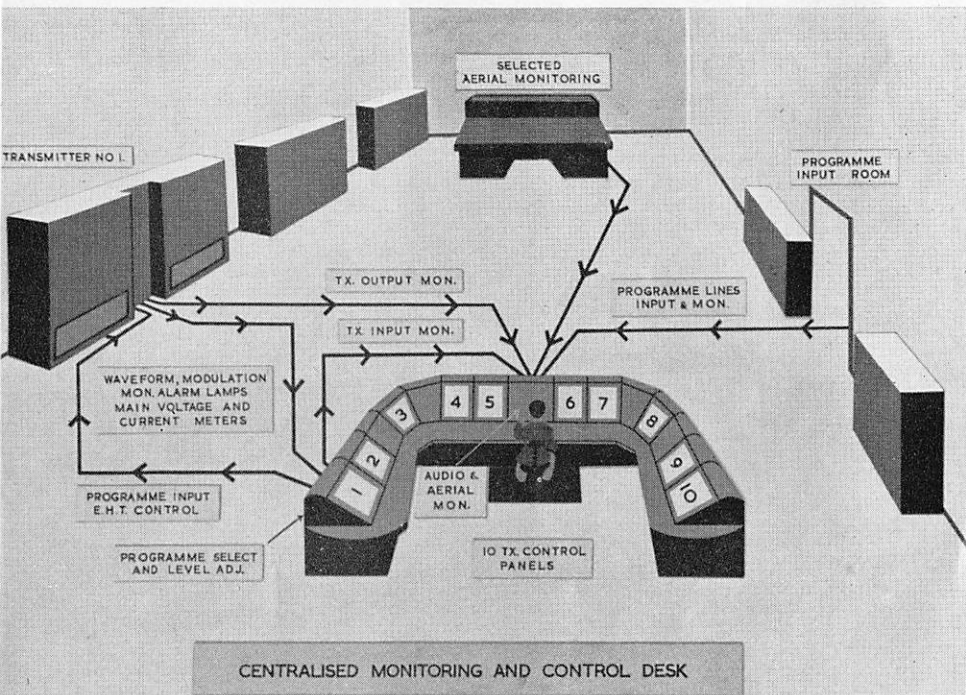 SELECTED
AERIAL MONITORING
TRANSMITTER NO 1.
PROGRAMME
INPUT ROOM
TX. OUTPUT MON.
PROGRAMME LINES
INPUT & MON.
TX. INPUT MON.
WAVEFORM, MODULATION
MON. ALARM LAMPS
MAIN VOLTAGE AND
CURRENT METERS
1
2
3
4
5
6
7
8
9
10
PROGRAMME INPUT
E.H.T. CONTROL
AUDIO &
AERIAL
MON.
PROGRAMME SELECT
AND LEVEL ADJ.
10 TX. CONTROL
PANELS
CENTRALISED MONITORING AND CONTROL DESK